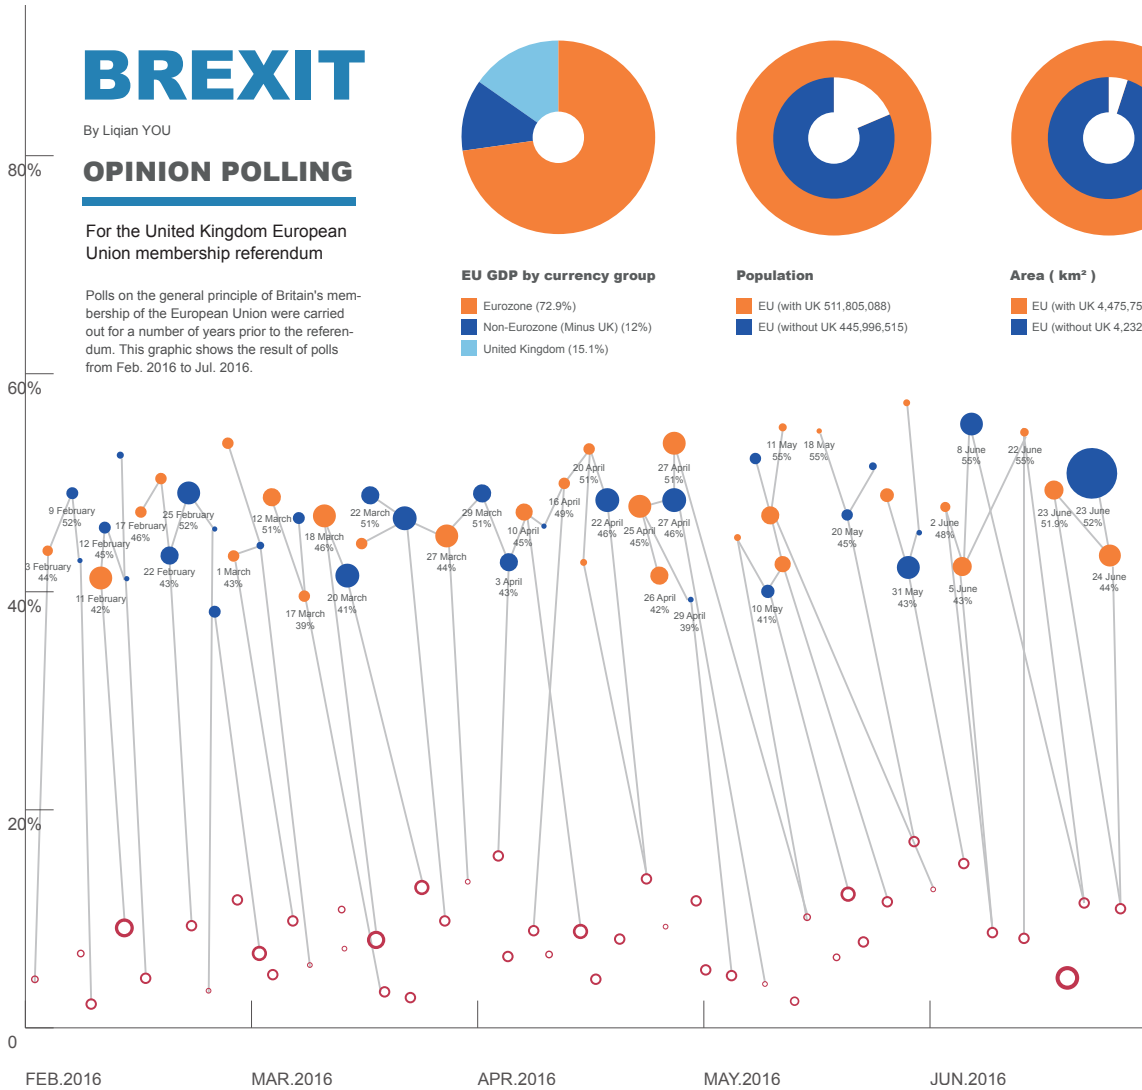 BREXIT
By Liqian YOU
OPINION POLLING
For the United Kingdom European
Union membership referendum
Polls on the general principle of Britain's mem-
bership of the European Union were carried
out for a number of years prior to the referen-
dum. This graphic shows the result of polls
from Feb. 2016 to Jul. 2016.
EU GDP by currency group
Eurozone (72.9%)
Non-Eurozone (Minus UK) (12%)
United Kingdom (15.1%)
Population
EU (with UK 511,805,088)
EU (without UK 445,996,515)
Area ( km² )
EU (with UK 4,475,75
EU (without UK 4,232
80%
60%
40%
20%
0
3 February
44%
9 February
52%
12 February
45%
11 February
42%
17 February
46%
22 February
43%
25 February
52%
1 March
43%
12 March
51%
17 March
39%
18 March
46%
20 March
41%
22 March
51%
27 March
44%
29 March
51%
3 April
43%
10 April
45%
16 April
49%
20 April
51%
22 April
46%
25 April
45%
26 April
42%
27 April
51%
27 April
46%
29 April
39%
10 May
41%
11 May
55%
18 May
55%
20 May
45%
31 May
43%
2 June
48%
5 June
43%
8 June
55%
22 June
55%
23 June
51.9%
23 June
52%
24 June
44%
FEB.2016
MAR.2016
APR.2016
MAY.2016
JUN.2016